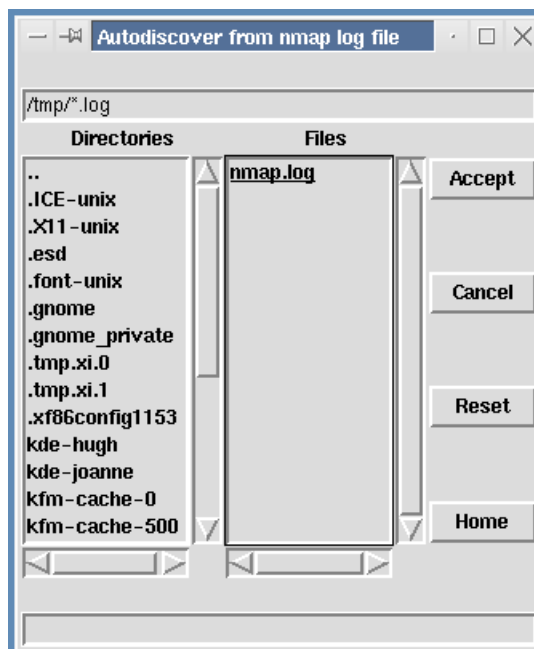 Autodiscover from nmap log file
/tmp/*.log
Directories
Files
..
.ICE-unix
.X11-unix
.esd
.font-unix
.gnome
.gnome_private
.tmp.xi.0
.tmp.xi.1
.xf86config1153
kde-hugh
kde-joanne
kfm-cache-0
kfm-cache-500
nmap.log
Accept
Cancel
Reset
Home